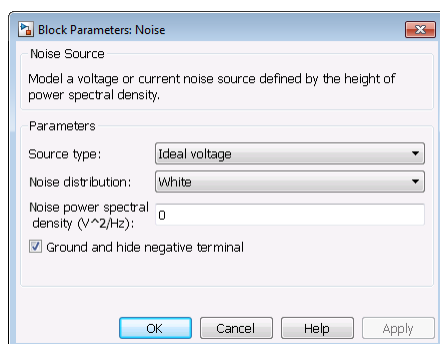 Block Parameters: Noise
Noise Source
Model a voltage or current noise source defined by the height of
power spectral density.
Parameters
Source type: Ideal voltage
Noise distribution: White
Noise power spectral
density (V^2/Hz): 0
Ground and hide negative terminal
OK Cancel Help Apply